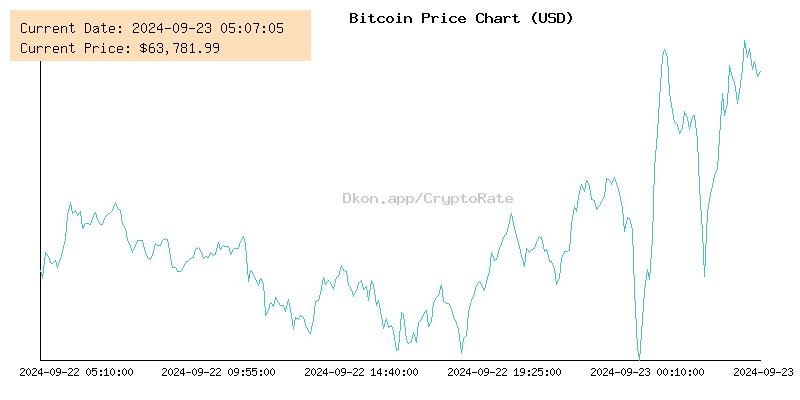 Bitcoin Price Chart (USD)
Current Date: 2024-09-23 05:07:05
Current Price: $63,781.99
Dkon.app/CryptoRate
2024-09-22 05:10:00 2024-09-22 09:55:00 2024-09-22 14:40:00 2024-09-22 19:25:00 2024-09-23 00:10:00 2024-09-23